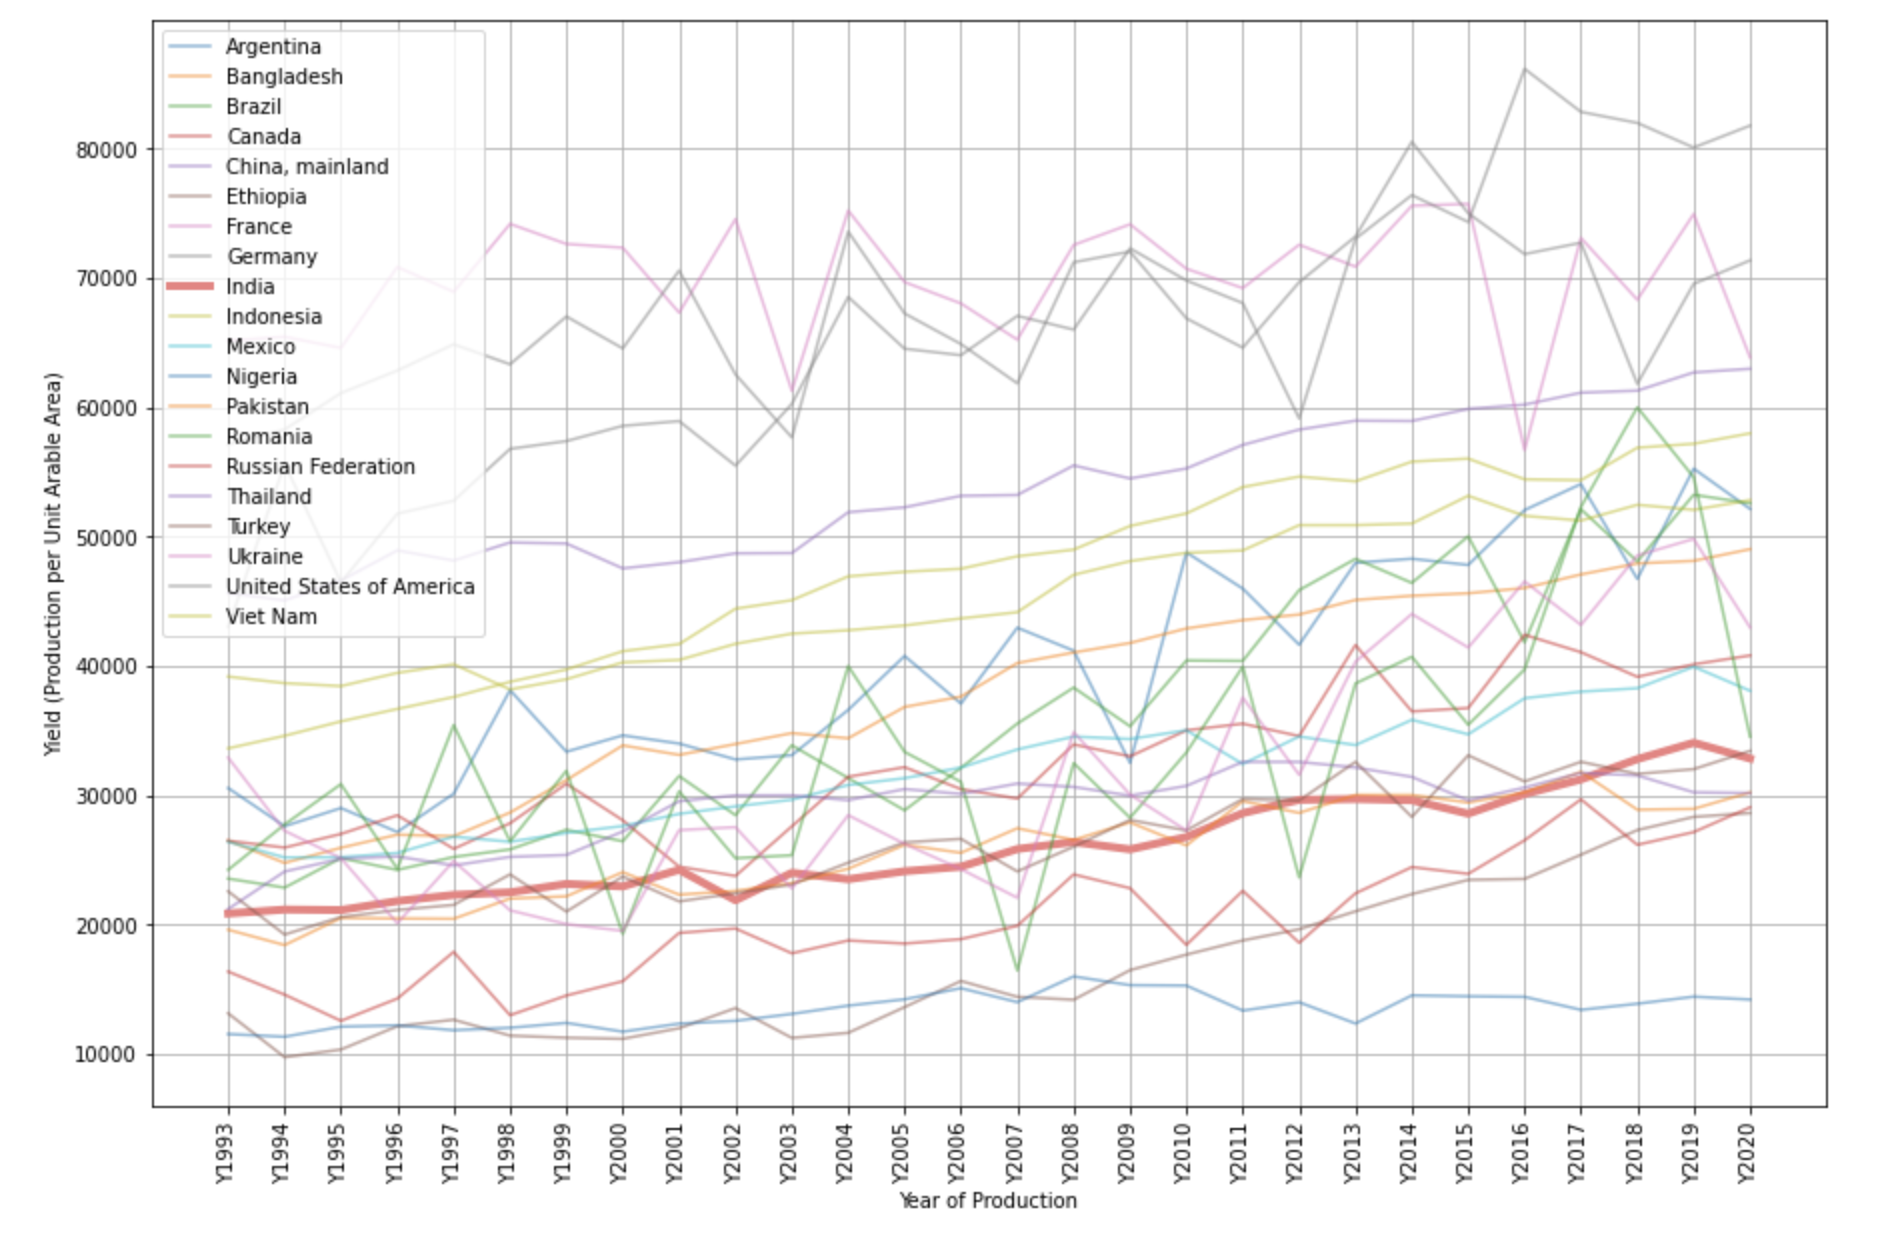 Argentina
Bangladesh
Brazil
Canada
China, mainland
Ethiopia
France
Germany
India
Indonesia
Mexico
Nigeria
Pakistan
Romania
Russian Federation
Thailand
Turkey
Ukraine
United States of America
Viet Nam
80000
70000
60000
50000
40000
30000
20000
10000
Yield (Production per Unit Arable Area)
Y1993
Y1994
Y1995
Y1996
Y1997
Y1998
Y1999
Y2000
Y2001
Y2002
Y2003
Y2004
Y2005
Y2006
Y2007
Y2008
Y2009
Y2010
Y2011
Y2012
Y2013
Y2014
Y2015
Y2016
Y2017
Y2018
Y2019
Y2020
Year of Production